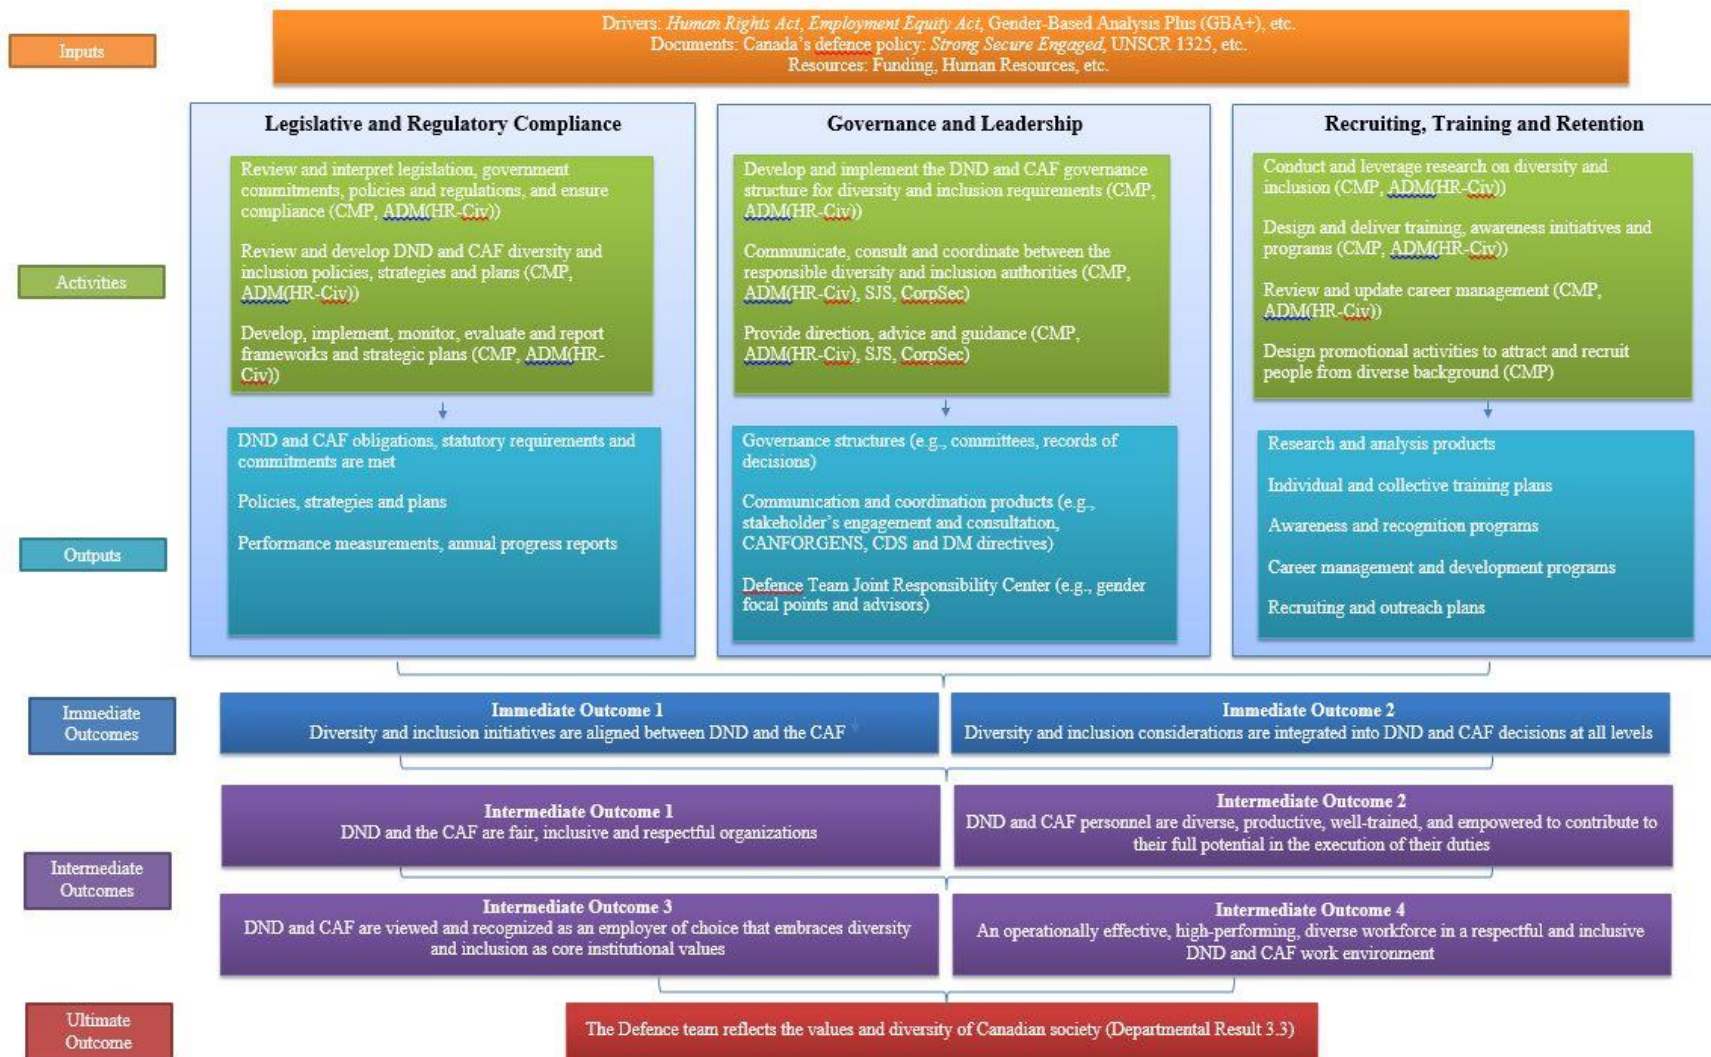 Inputs
Drivers: Human Rights Act, Employment Equity Act, Gender-Based Analysis Plus (GBA+), etc.
Documents: Canada's defence policy: Strong Secure Engaged, UNSCR 1325, etc.
Resources: Funding, Human Resources, etc.
Activities
Outputs
Legislative and Regulatory Compliance
Review and interpret legislation, government
commitments, policies and regulations, and ensure
compliance (CMP, ADM(HR-Civ))
Review and develop DND and CAF diversity and
inclusion policies, strategies and plans (CMP,
ADM(HR-Civ))
Develop, implement, monitor, evaluate and report
frameworks and strategic plans (CMP, ADM(HR-
Civ))
DND and CAF obligations, statutory requirements and
commitments are met
Policies, strategies and plans
Performance measurements, annual progress reports
Governance and Leadership
Develop and implement the DND and CAF governance
structure for diversity and inclusion requirements (CMP,
ADM(HR-Civ))
Communicate, consult and coordinate between the
responsible diversity and inclusion authorities (CMP,
ADM(HR-Civ), SJS, CorpSec)
Provide direction, advice and guidance (CMP,
ADM(HR-Civ), SJS, CorpSec)
Governance structures (e.g., committees, records of
decisions)
Communication and coordination products (e.g.,
stakeholder's engagement and consultation,
CANFORGENS, CDS and DM directives)
Defence Team Joint Responsibility Center (e.g., gender
focal points and advisors)
Recruiting, Training and Retention
Conduct and leverage research on diversity and
inclusion (CMP, ADM(HR-Civ))
Design and deliver training, awareness initiatives and
programs (CMP, ADM(HR-Civ))
Review and update career management (CMP,
ADM(HR-Civ))
Design promotional activities to attract and recruit
people from diverse background (CMP)
Research and analysis products
Individual and collective training plans
Awareness and recognition programs
Career management and development programs
Recruiting and outreach plans
Immediate
Outcomes
Immediate Outcome 1
Diversity and inclusion initiatives are aligned between DND and the CAF
Immediate Outcome 2
Diversity and inclusion considerations are integrated into DND and CAF decisions at all levels
Intermediate
Outcomes
Intermediate Outcome 1
DND and the CAF are fair, inclusive and respectful organizations
Intermediate Outcome 2
DND and CAF personnel are diverse, productive, well-trained, and empowered to contribute to
their full potential in the execution of their duties
Intermediate Outcome 3
DND and CAF are viewed and recognized as an employer of choice that embraces diversity
and inclusion as core institutional values
Intermediate Outcome 4
An operationally effective, high-performing, diverse workforce in a respectful and inclusive
DND and CAF work environment
Ultimate
Outcome
The Defence team reflects the values and diversity of Canadian society (Departmental Result 3.3)